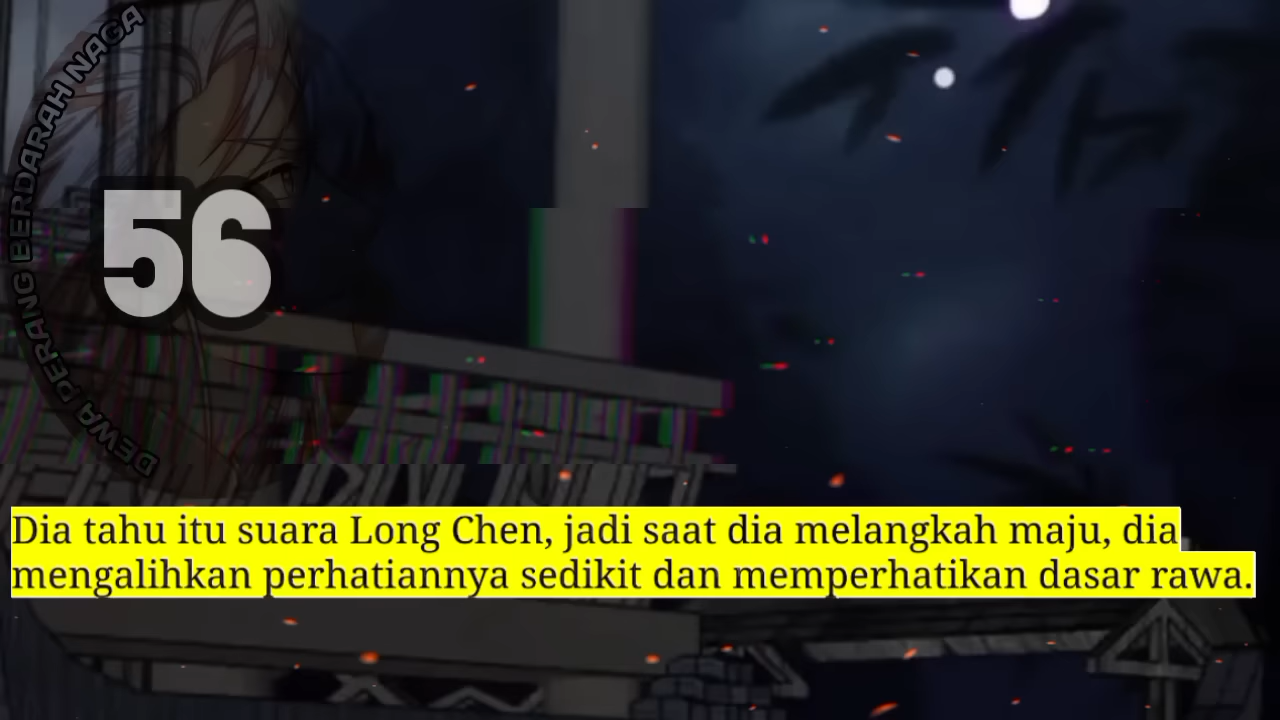 DEWA PERANG BERDARAH NAGA
56
Dia tahu itu suara Long Chen, jadi saat dia melangkah maju, dia
mengalihkan perhatiannya sedikit dan memperhatikan dasar rawa.